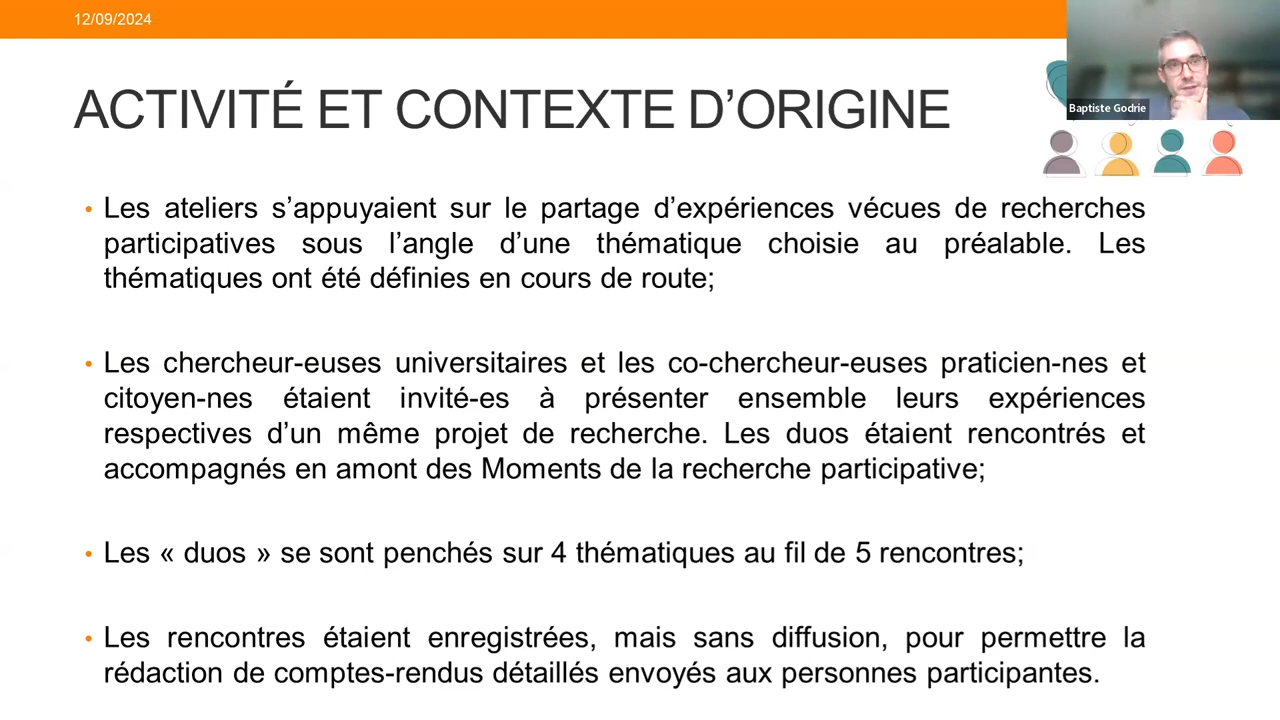 12/09/2024
ACTIVITÉ ET CONTEXTE D’ORIGINE
Baptiste Godrie
• Les ateliers s’appuyaient sur le partage d’expériences vécues de recherches
participatives sous l’angle d’une thématique choisie au préalable. Les
thématiques ont été définies en cours de route;
• Les chercheur-euses universitaires et les co-chercheur-euses praticien-nes et
citoyen-nes étaient invité-es à présenter ensemble leurs expériences
respectives d’un même projet de recherche. Les duos étaient rencontrés et
accompagnés en amont des Moments de la recherche participative;
• Les « duos » se sont penchés sur 4 thématiques au fil de 5 rencontres;
• Les rencontres étaient enregistrées, mais sans diffusion, pour permettre la
rédaction de comptes-rendus détaillés envoyés aux personnes participantes.